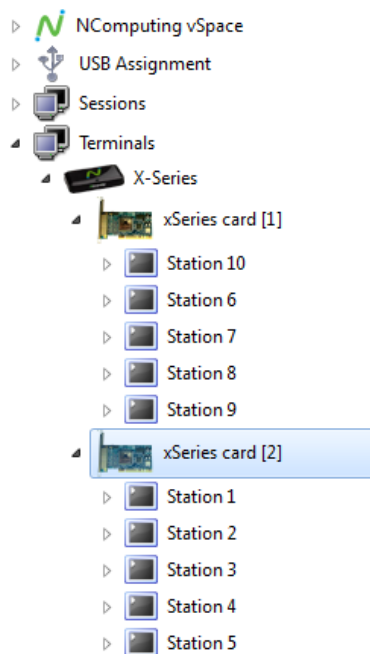 NComputing vSpace
USB Assignment
Sessions
Terminals
X-Series
xSeries card [1]
Station 10
Station 6
Station 7
Station 8
Station 9
xSeries card [2]
Station 1
Station 2
Station 3
Station 4
Station 5